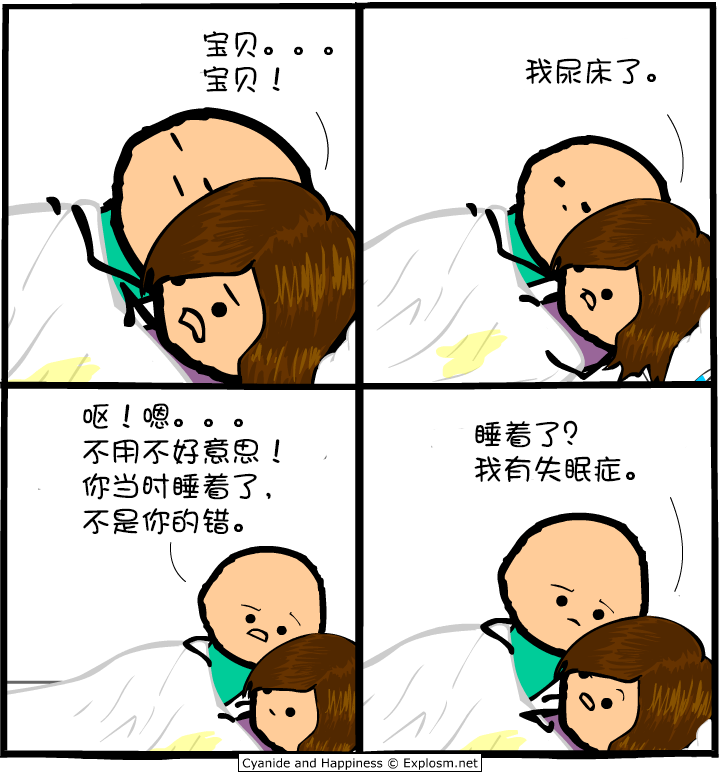 宝贝。。。
宝贝！
我尿床了。
呕！嗯。。。
不用不好意思！
你当时睡着了，
不是你的错。
睡着了？
我有失眠症。
Cyanide and Happiness © Explosm.net